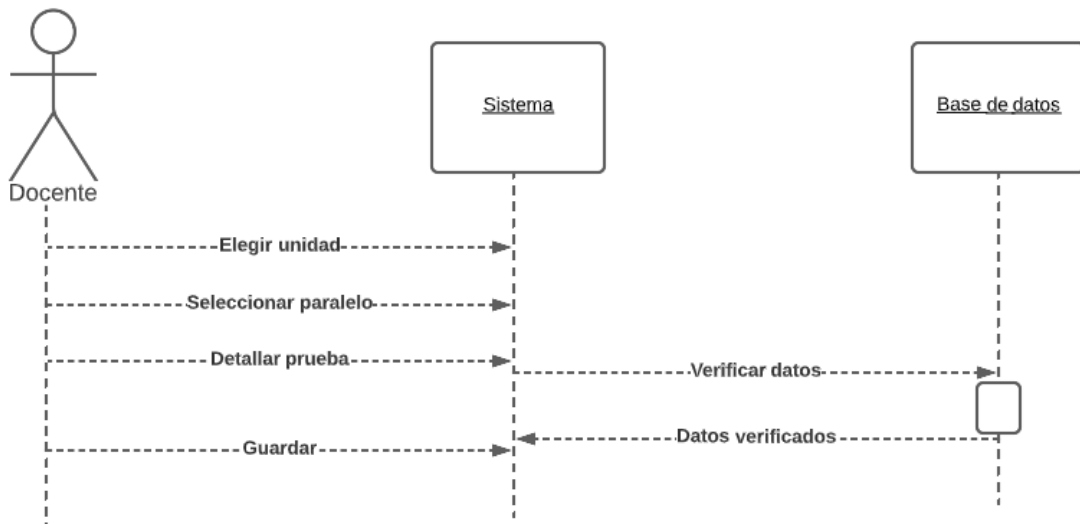 Sistema
Base de datos
Docente
Elegir unidad
Seleccionar paralelo
Detallar prueba
Verificar datos
Datos verificados
Guardar